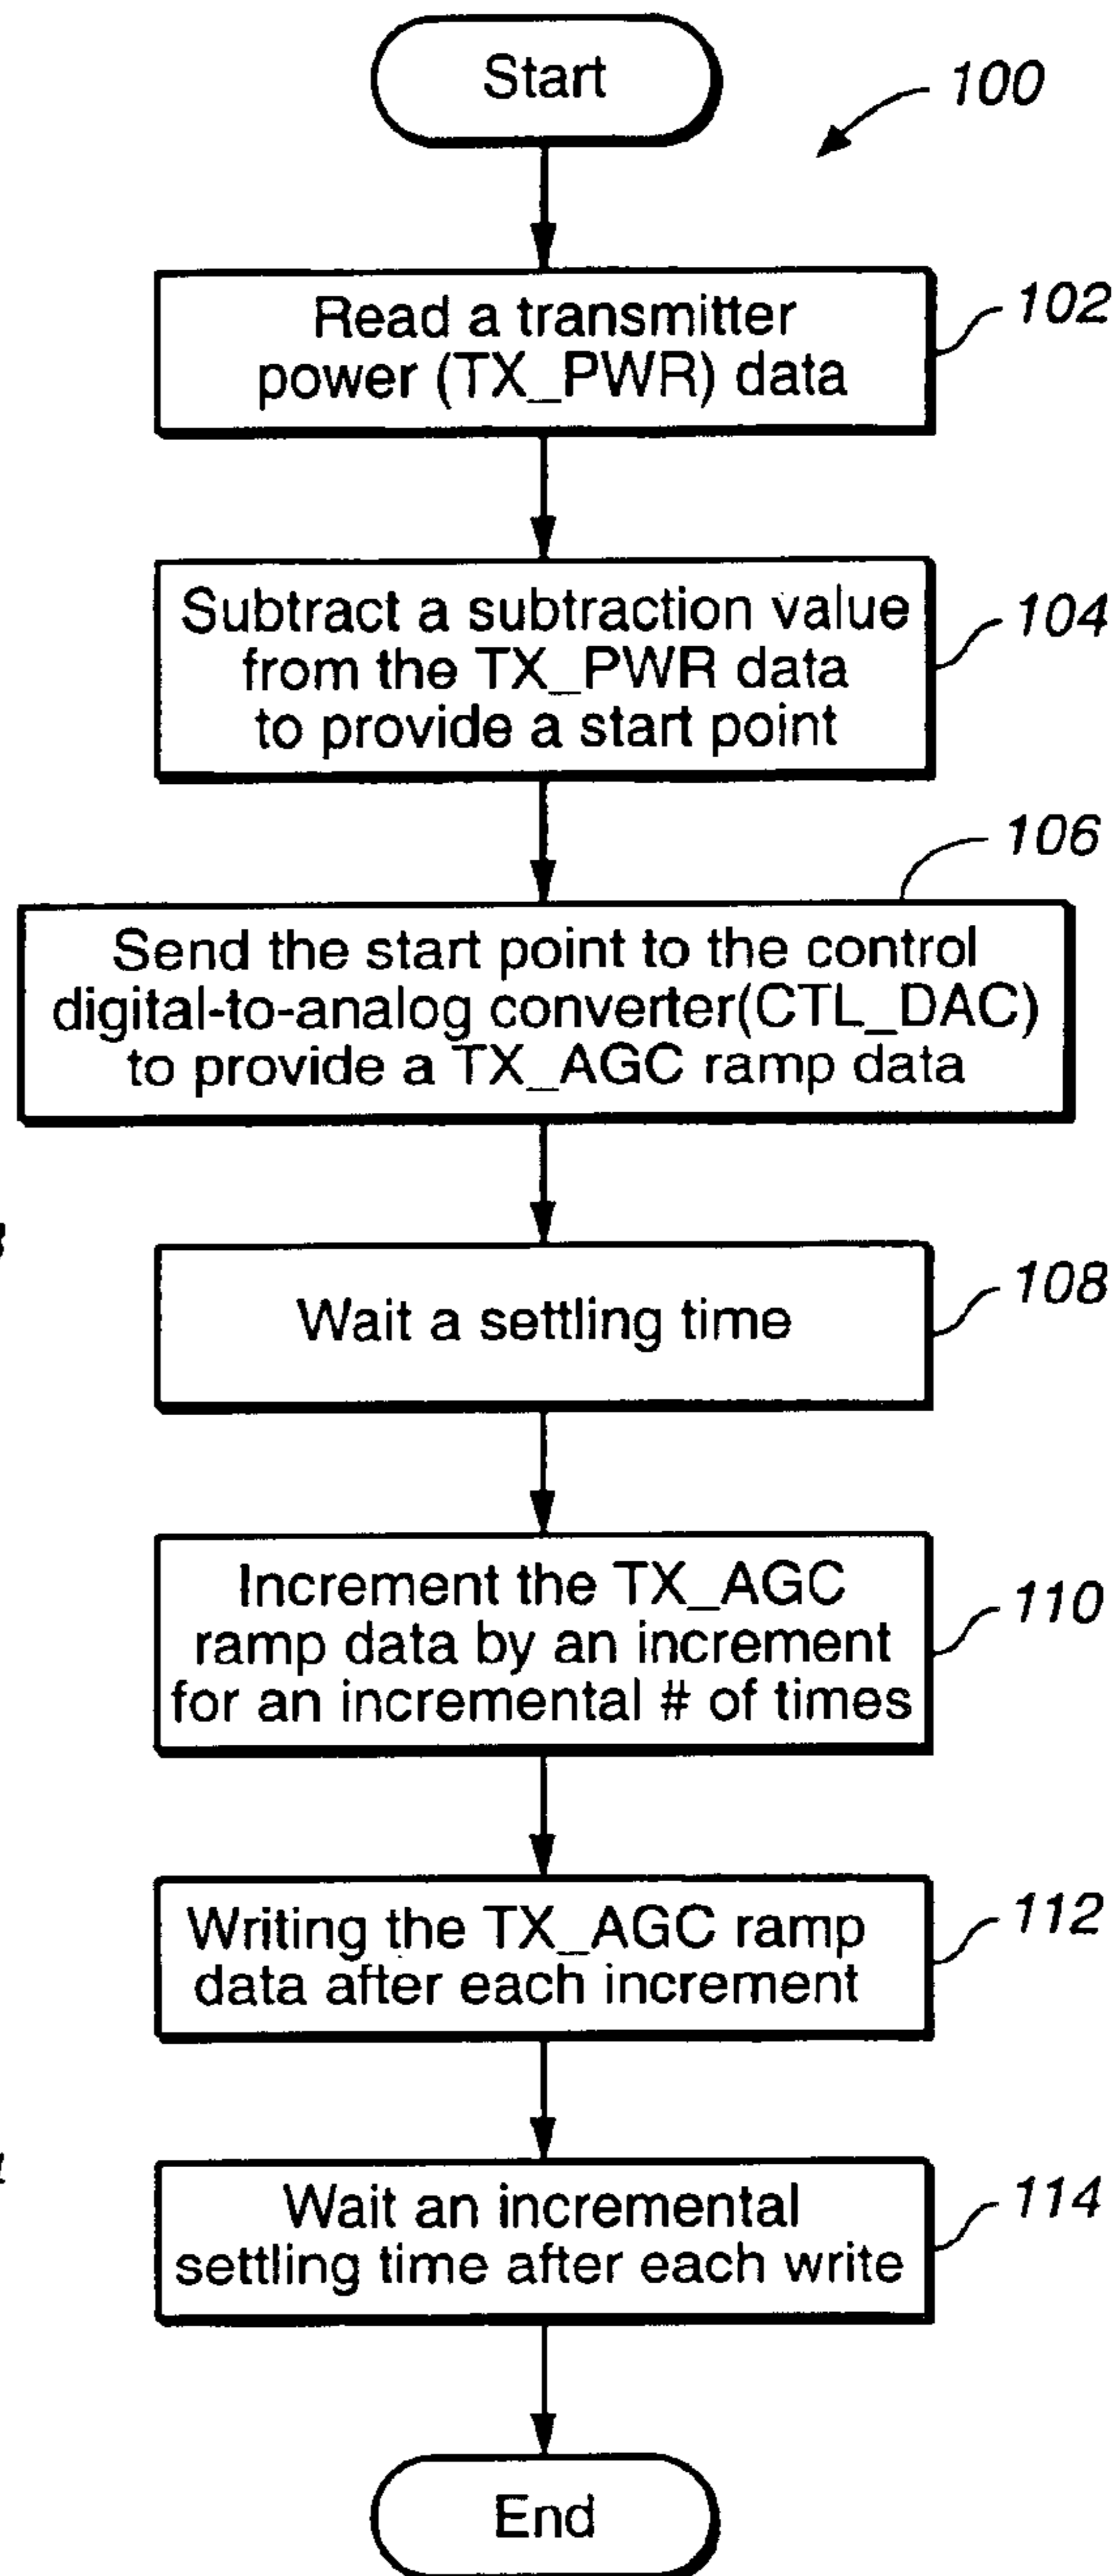 Start
100
Read a transmitter
power (TX_PWR) data
102
Subtract a subtraction value
from the TX_PWR data
to provide a start point
104
106
Send the start point to the control
digital-to-analog converter(CTL_DAC)
to provide a TX_AGC ramp data
Wait a settling time
108
Increment the TX_AGC
ramp data by an increment
for an incremental # of times
110
Writing the TX_AGC ramp
data after each increment
112
Wait an incremental
settling time after each write
114
End